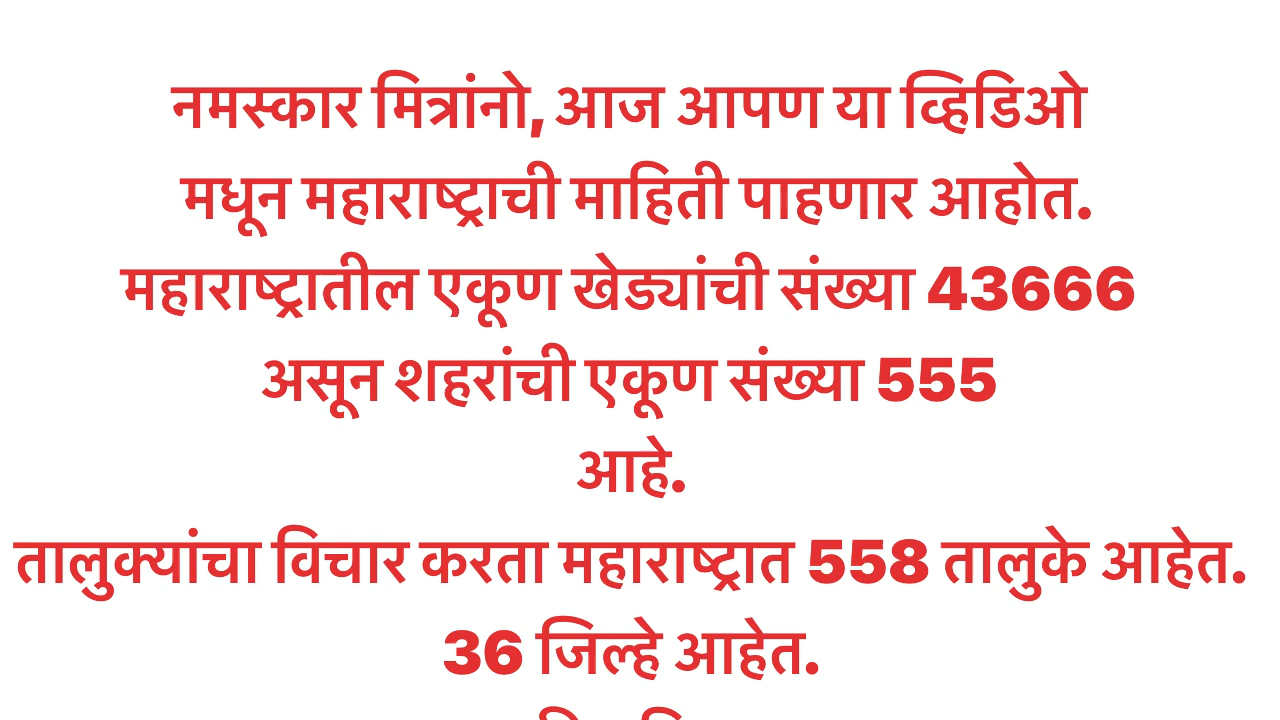 नमस्कार मित्रांनो, आज आपण या व्हिडिओ
मधून महाराष्ट्राची माहिती पाहणार आहोत.
महाराष्ट्रातील एकूण खेड्यांची संख्या 43666
असून शहरांची एकूण संख्या 555
आहे.
तालुक्यांचा विचार करता महाराष्ट्रात 558 तालुके आहेत.
36 जिल्हे आहेत.